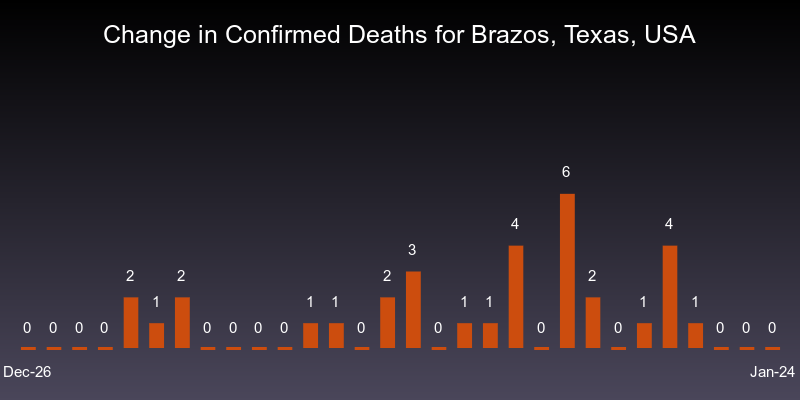 Change in Confirmed Deaths for Brazos, Texas, USA
6
4 4
3
2 2 2 2
1 1 1 1 1 1 1
0 0 0 0 0 0 0 0 0 0 0 0 0 0 0
Dec-26 Jan-24